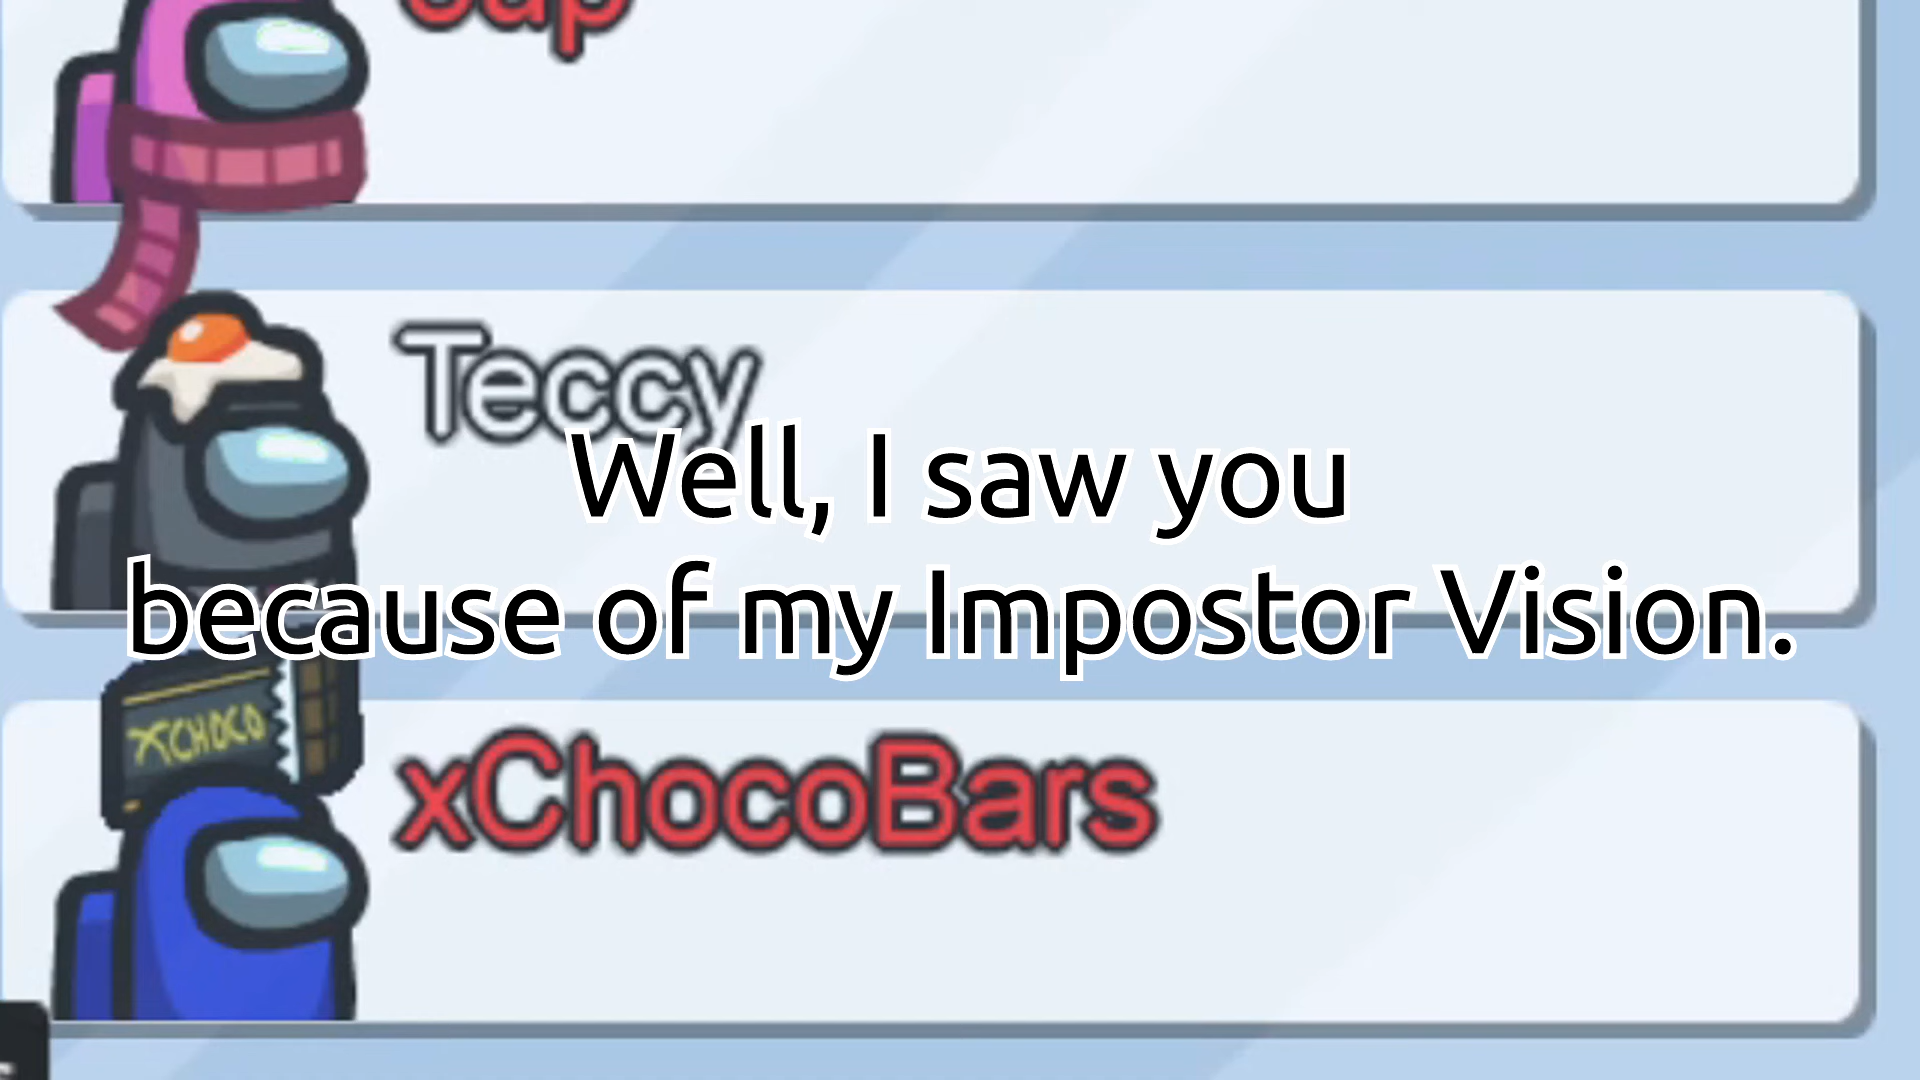 Teccy
Well, I saw you
because of my Impostor Vision.
XCHOCO
xChocoBars